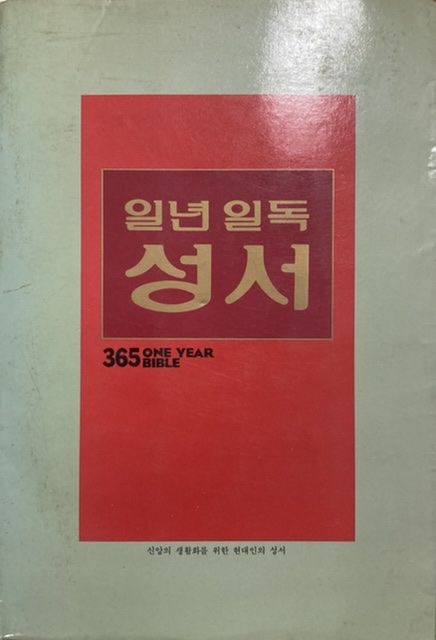 일년 일독
성서
365 ONE YEAR
BIBLE
신앙의 생활화를 위한 현대인의 성서